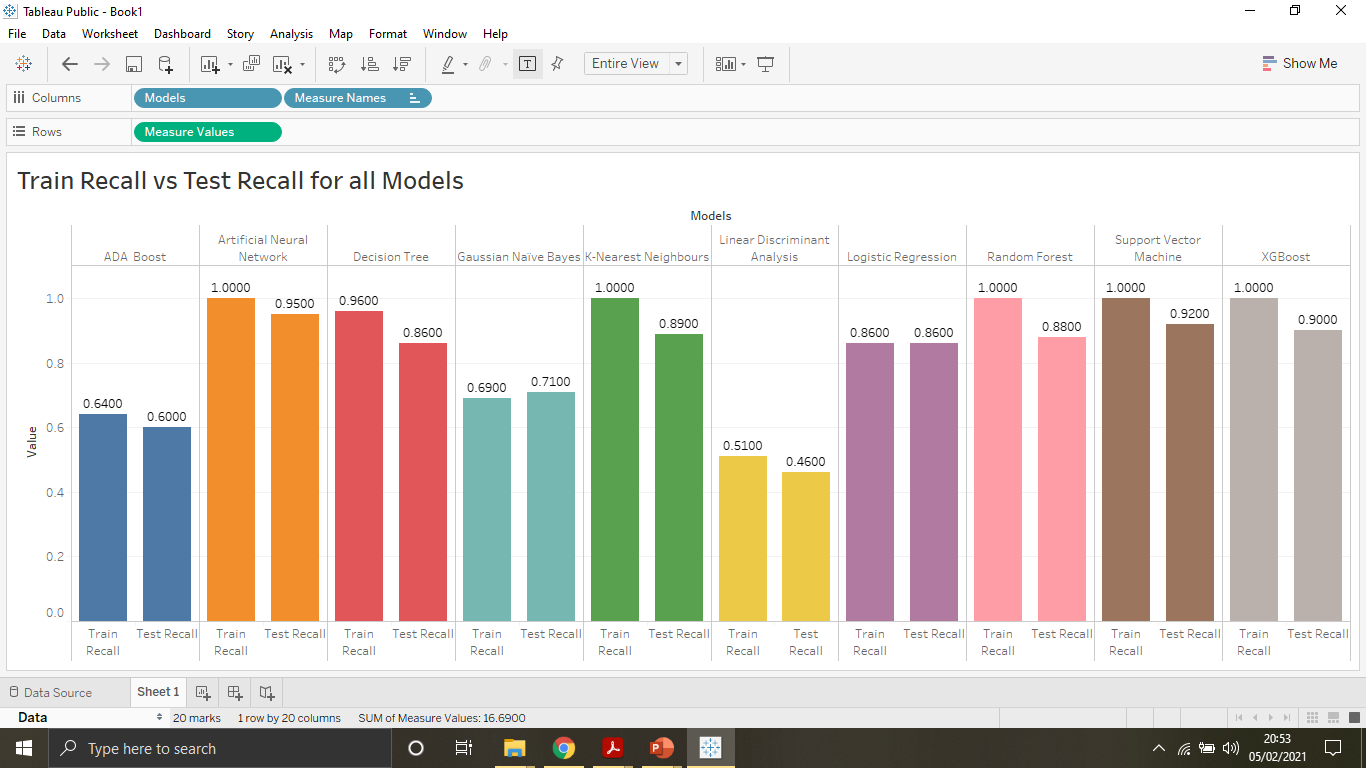 Tableau Public - Book1
File Data Worksheet Dashboard Story Analysis Map Format Window Help
Entire View
Show Me
Columns Models Measure Names
Rows Measure Values
Train Recall vs Test Recall for all Models
Models
ADA Boost
Artificial Neural
Network
Decision Tree
Gaussian Naïve Bayes
K-Nearest Neighbours
Linear Discriminant
Analysis
Logistic Regression
Random Forest
Support Vector
Machine
XGBoost
Value
1.0
0.8
0.6
0.4
0.2
0.0
0.6400 0.6000
1.0000 0.9500
0.9600 0.8600
0.6900 0.7100
1.0000 0.8900
0.5100 0.4600
0.8600 0.8600
1.0000 0.8800
1.0000 0.9200
1.0000 0.9000
Train
Recall
Test Recall
Train
Recall
Test Recall
Train
Recall
Test Recall
Train
Recall
Test Recall
Train
Recall
Test Recall
Train
Recall
Test
Recall
Train
Recall
Test Recall
Train
Recall
Test Recall
Train
Recall
Test Recall
Train
Recall
Test Recall
Data Source Sheet 1
Data 20 marks 1 row by 20 columns SUM of Measure Values: 16.6900
Type here to search
20:53
05/02/2021